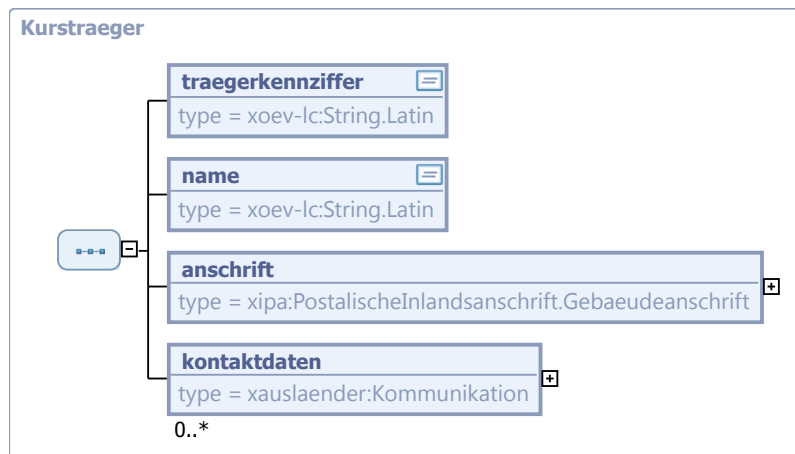 Kurstraeger
traegerkennziffer
type = xoev-lc:String.Latin
name
type = xoev-lc:String.Latin
anschrift
type = xipa:PostalischeInlandsanschrift.Gebaeudeanschrift
kontaktdaten
type = xauslaender:Kommunikation
0..*